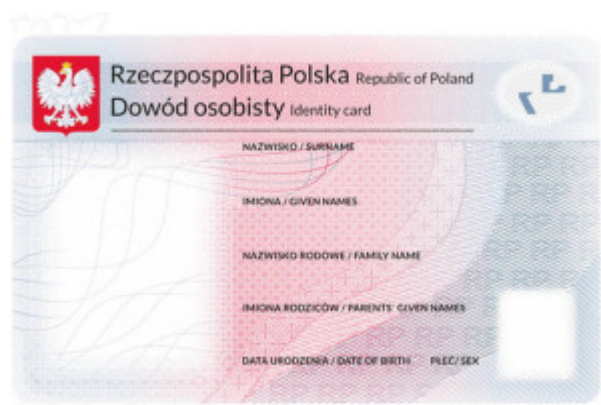 Rzeczpospolita Polska Republic of Poland
Dowód osobisty Identity card
NAZWISKO / SURNAME
IMIONA / GIVEN NAMES
NAZWISKO RODOWE / FAMILY NAME
IMIONA RODZICÓW / PARENTS' GIVEN NAMES
DATA URODZENIA / DATE OF BIRTH PŁEĆ / SEX